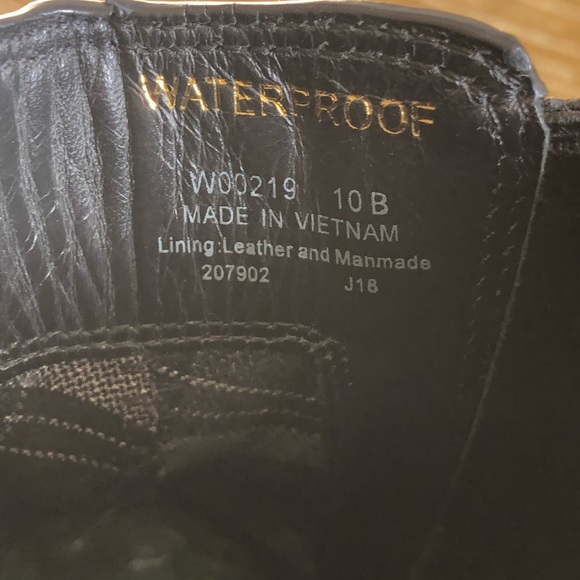 WATERPROOF
W00219 10 B
MADE IN VIETNAM
Lining:Leather and Manmade
207902 J18